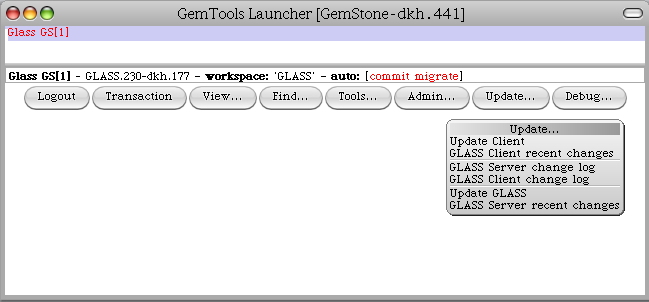 GemTools Launcher [GemStone-dkh.441]
Glass GS[1]
Glass GS[1] - GLASS.230-dkh.177 - workspace: 'GLASS' - auto: [commit migrate]
Logout Transaction View... Find... Tools... Admin... Update... Debug...
Update...
Update Client
GLASS Client recent changes
GLASS Server change log
GLASS Client change log
Update GLASS
GLASS Server recent changes